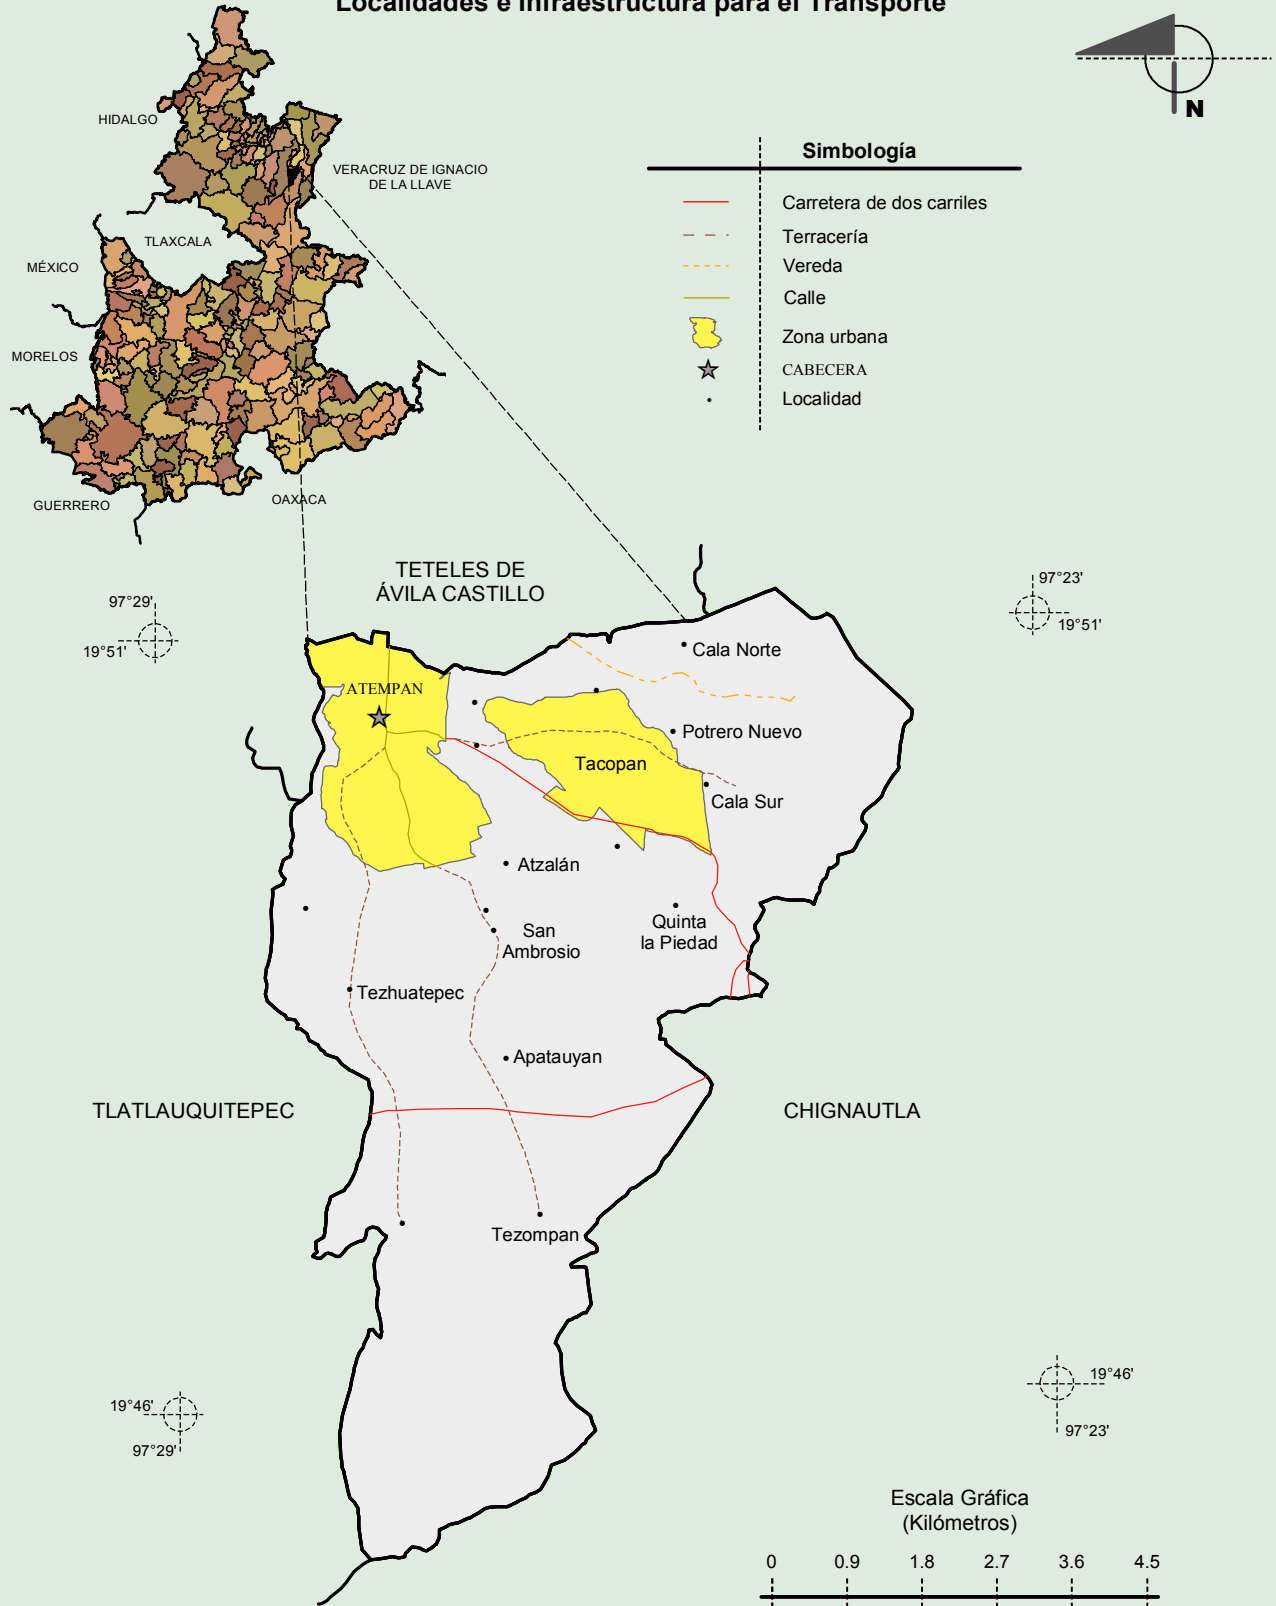 Localidades e Infraestructura para el Transporte
N
HIDALGO
VERACRUZ DE IGNACIO
DE LA LLAVE
TLAXCALA
MÉXICO
MORELOS
GUERRERO
OAXACA
Simbología
Carretera de dos carriles
Terracería
Vereda
Calle
Zona urbana
CABECERA
Localidad
TETELES DE
ÁVILA CASTILLO
97°29'
19°51'
97°23'
19°51'
ATEMPAN
Cala Norte
Potrero Nuevo
Tacopan
Cala Sur
Atzalán
Quinta
la Piedad
San
Ambrosio
Tezhuatepec
Apatauyan
TLATLAUQUITEPEC
CHIGNAUTLA
Tezompan
19°46'
97°29'
19°46'
97°23'
Escala Gráfica
(Kilómetros)
0 0.9 1.8 2.7 3.6 4.5